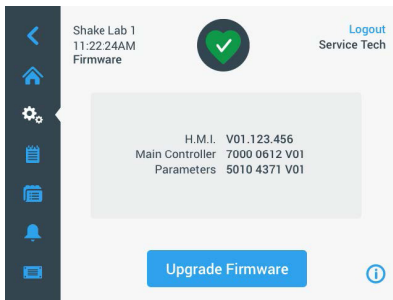 Shake Lab 1
11:22:24AM
Firmware
Logout
Service Tech
H.M.I. V01.123.456
Main Controller 7000 0612 V01
Parameters 5010 4371 V01
Upgrade Firmware